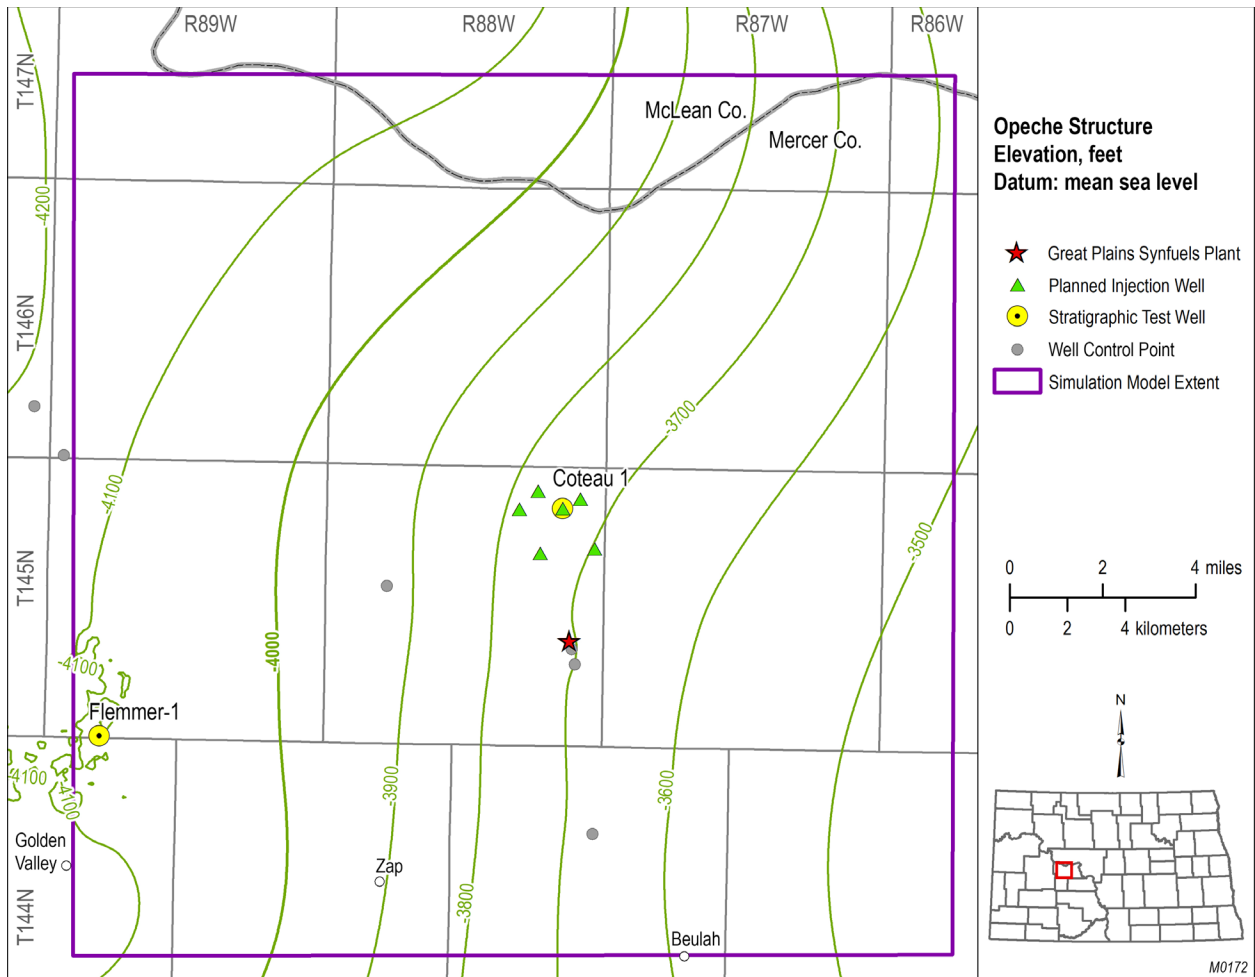 R89W
R88W
R87W
R86W
T147N
McLean Co.
Mercer Co.
-4200
T146N
-3700
Coteau 1
-4100
-3500
T145N
-4000
-4100
Flemmer-1
-4100
-4100
-3900
-3600
Golden
Valley
Zap
-3800
T144N
Beulah
Opeche Structure
Elevation, feet
Datum: mean sea level
Great Plains Synfuels Plant
Planned Injection Well
Stratigraphic Test Well
Well Control Point
Simulation Model Extent
0 2 4 miles
0 2 4 kilometers
N
M0172